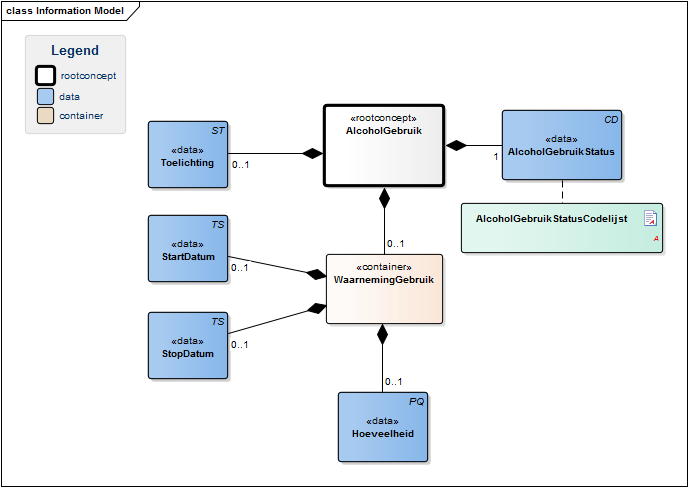 class Information Model
Legend
rootconcept
data
container
«rootconcept»
AlcoholGebruik
ST
«data»
Toelichting
0..1
CD
«data»
AlcoholGebruikStatus
1
AlcoholGebruikStatusCodelijst
A
TS
«data»
StartDatum
0..1
0..1
«container»
WaarnemingGebruik
TS
«data»
StopDatum
0..1
0..1
PQ
«data»
Hoeveelheid